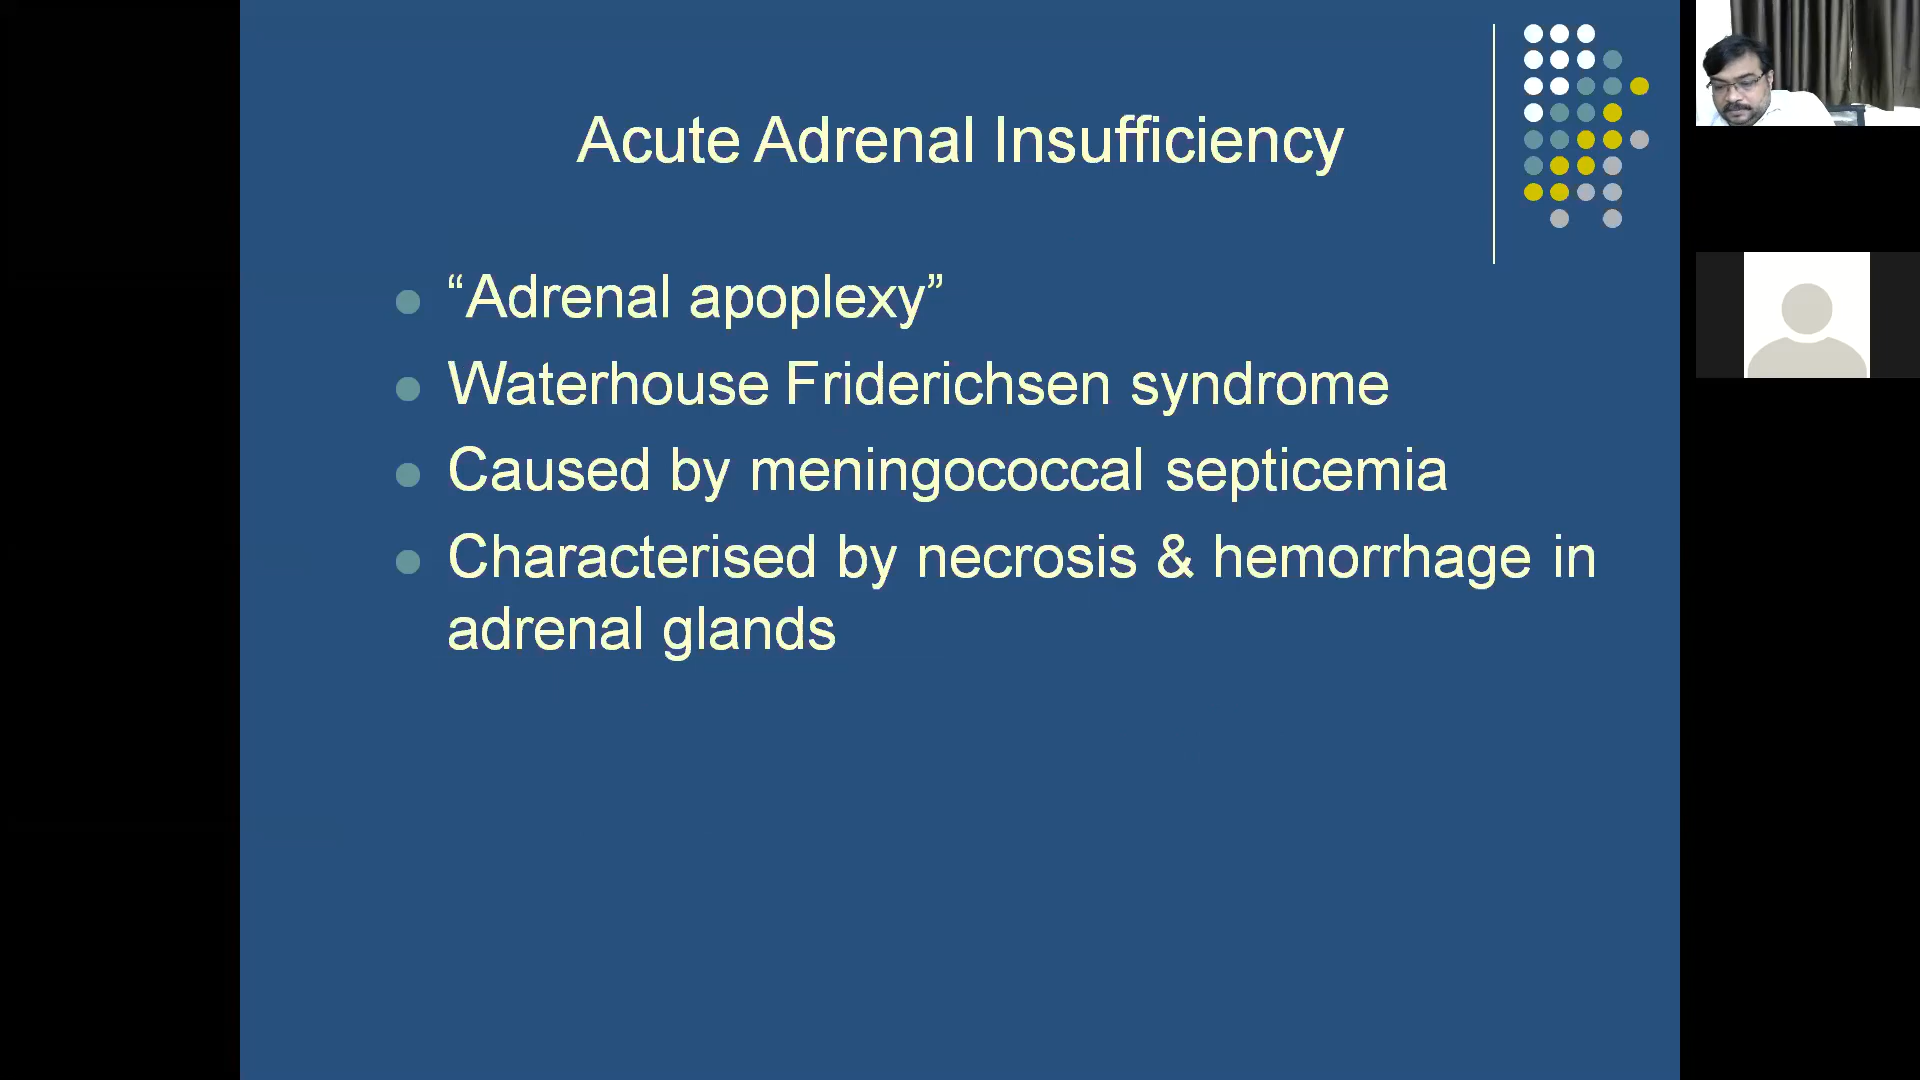 Acute Adrenal Insufficiency
“Adrenal apoplexy”
Waterhouse Friderichsen syndrome
Caused by meningococcal septicemia
Characterised by necrosis & hemorrhage in
adrenal glands